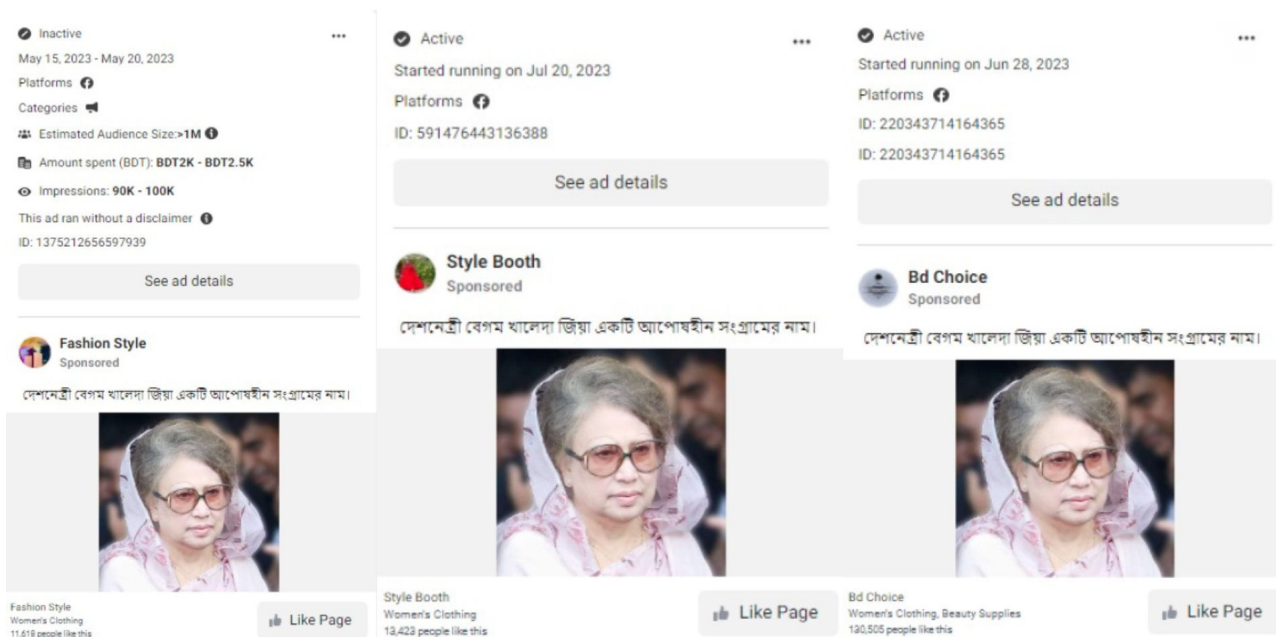 Inactive
May 15, 2023 - May 20, 2023
Platforms
Categories
Estimated Audience Size:>1M
Amount spent (BDT): BDT2K - BDT2.5K
Impressions: 90K - 100K
This ad ran without a disclaimer
ID: 1375212656597939
See ad details
Fashion Style
Sponsored
দেশনেত্রী বেগম খালেদা জিয়া একটি আপোষহীন সংগ্রামের নাম।
Fashion Style
Women's Clothing
11,618 people like this
Like Page
Active
Started running on Jul 20, 2023
Platforms
ID: 591476443136388
See ad details
Style Booth
Sponsored
দেশনেত্রী বেগম খালেদা জিয়া একটি আপোষহীন সংগ্রামের নাম।
Style Booth
Women's Clothing
13,423 people like this
Like Page
Active
Started running on Jun 28, 2023
Platforms
ID: 220343714164365
ID: 220343714164365
See ad details
Bd Choice
Sponsored
দেশনেত্রী বেগম খালেদা জিয়া একটি আপোষহীন সংগ্রামের নাম।
Bd Choice
Women's Clothing, Beauty Supplies
130,505 people like this
Like Page